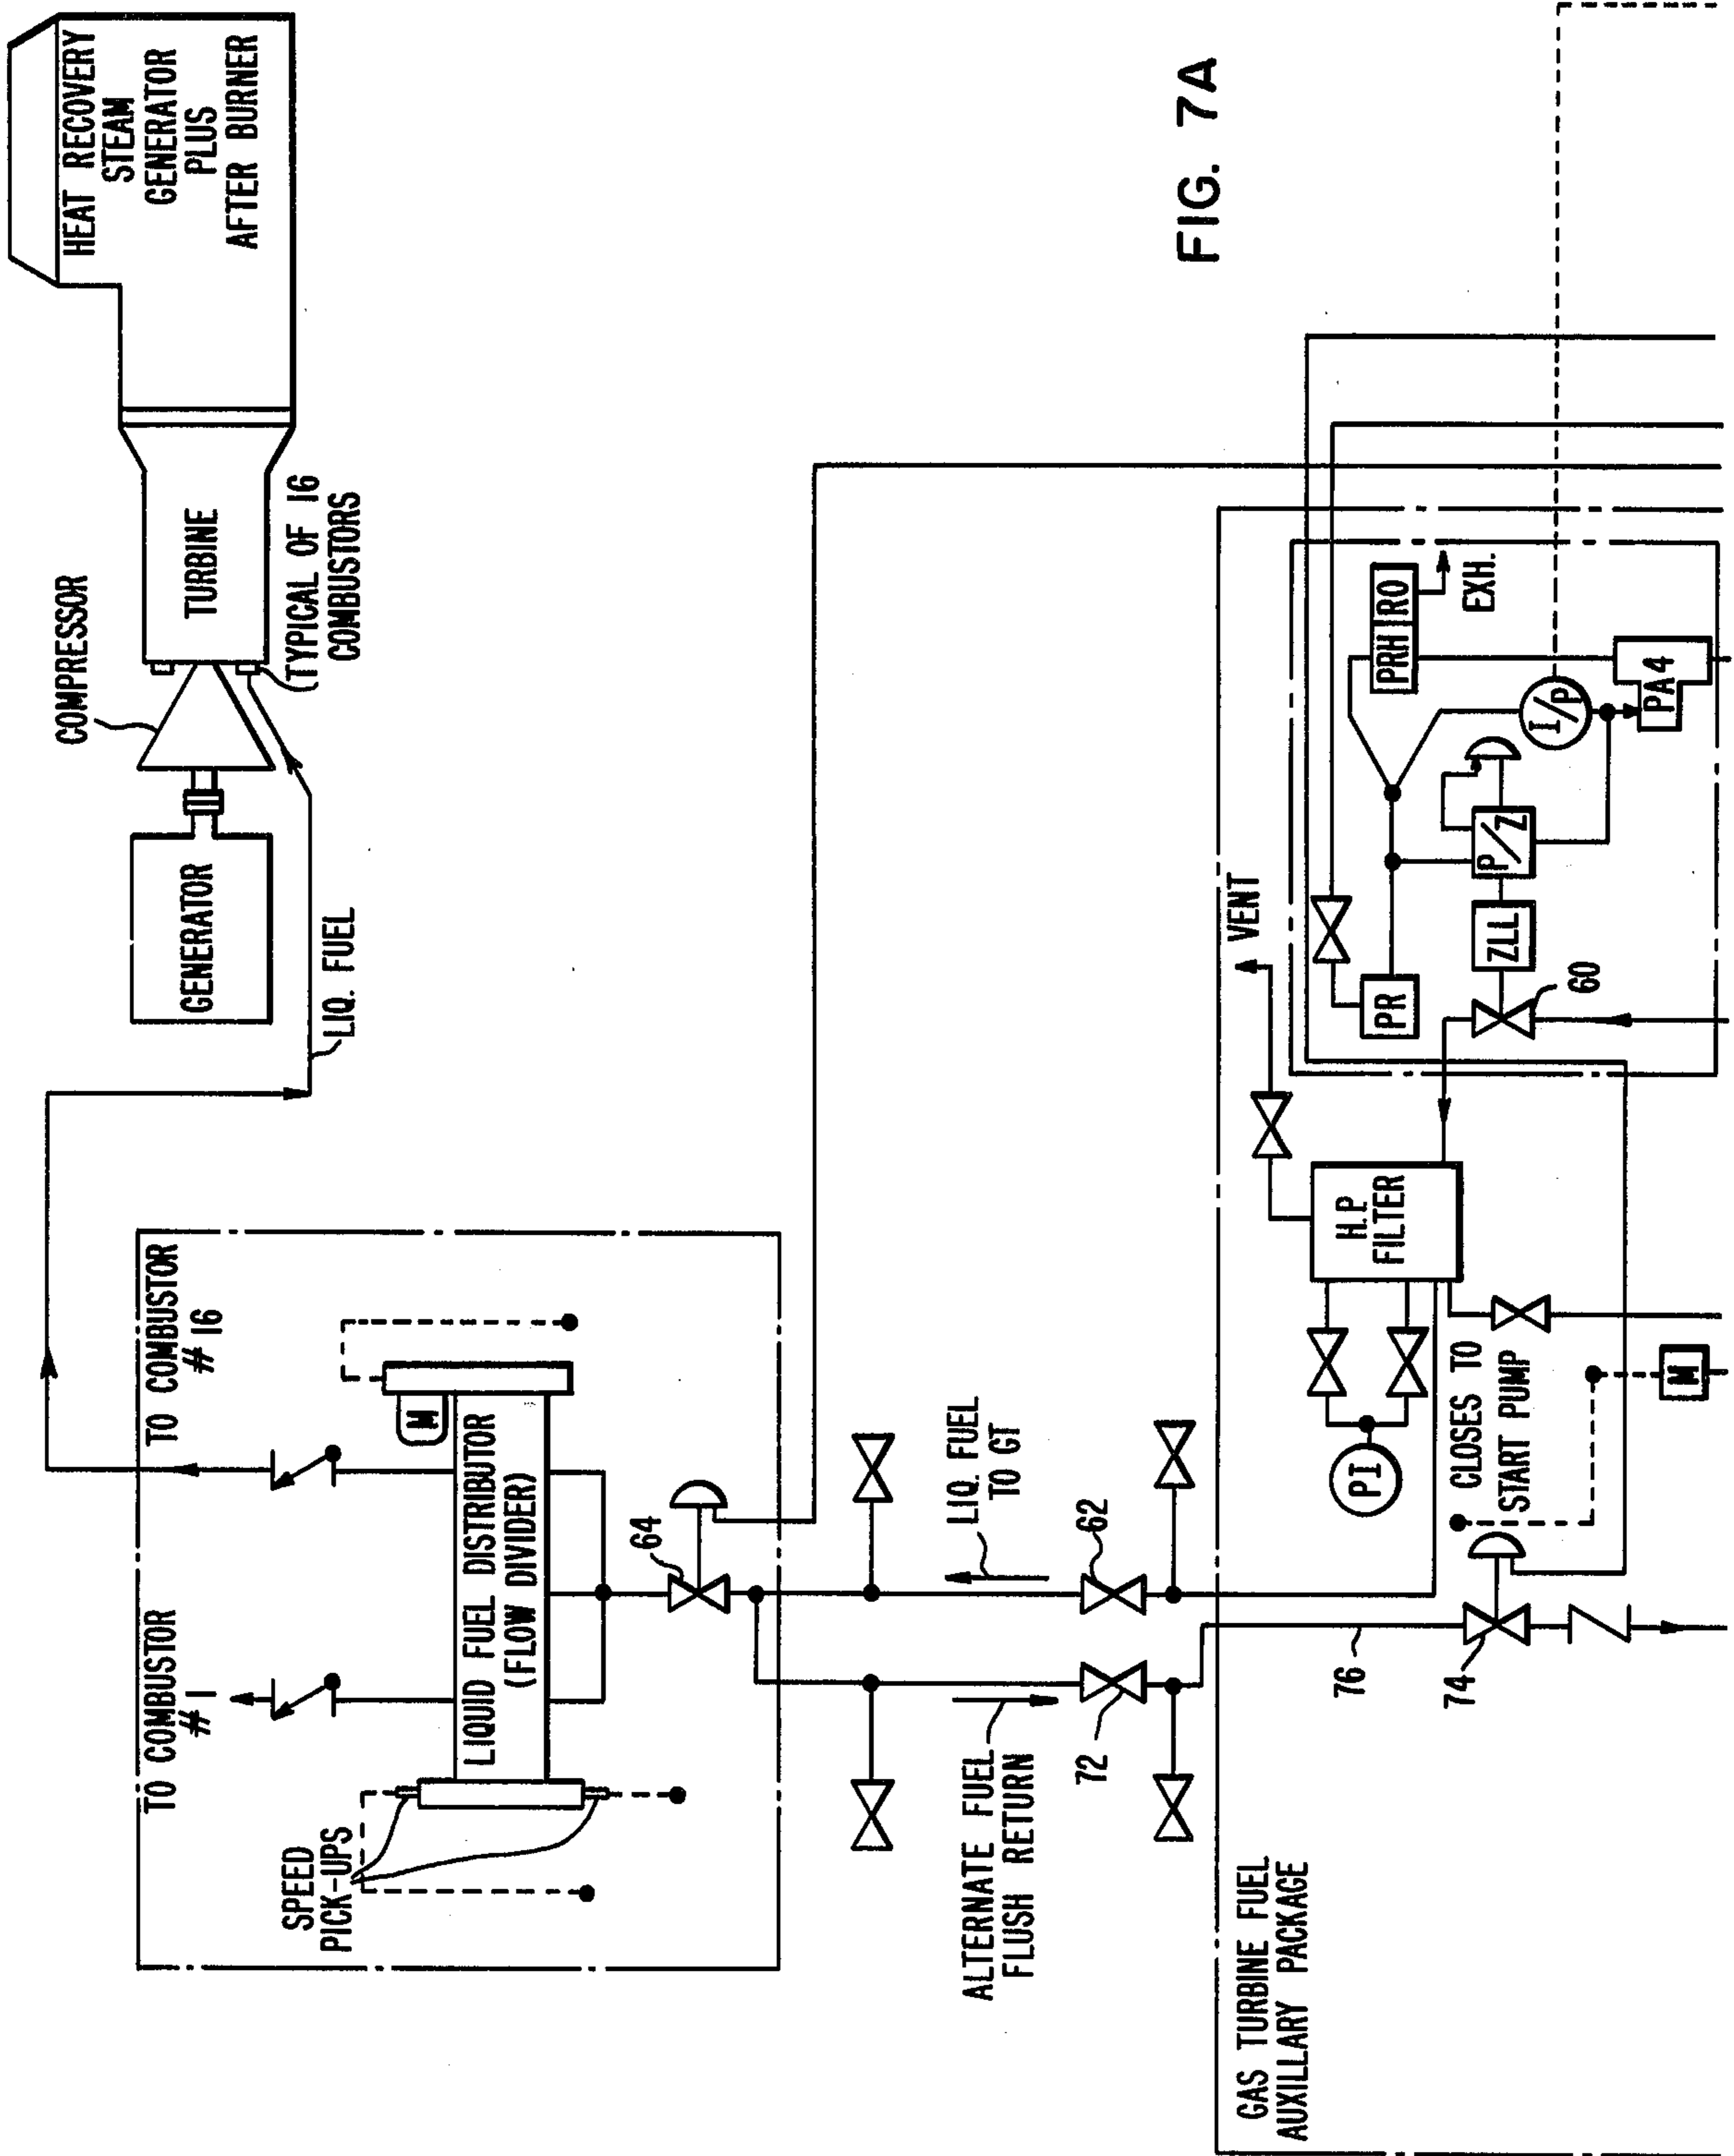 HEAT RECOVERY
STEAM
GENERATOR
PLUS
AFTER BURNER
COMPRESSOR
TURBINE
GENERATOR
(TYPICAL OF 16
COMBUSTORS
LIQ. FUEL
FIG. 7A
TO COMBUSTOR
# 1
TO COMBUSTOR
# 16
SPEED
PICK-UPS
LIQUID FUEL DISTRIBUTOR
(FLOW DIVIDER)
M
64
LIQ. FUEL
TO GT
62
ALTERNATE FUEL
FLUSH RETURN
72
GAS TURBINE FUEL
AUXILLARY PACKAGE
76
74
CLOSES TO
START PUMP
M
PI
H.P.
FILTER
VENT
PR
ZLL
60
P/Z
I/P
PRH
IRO
EXH.
PA4